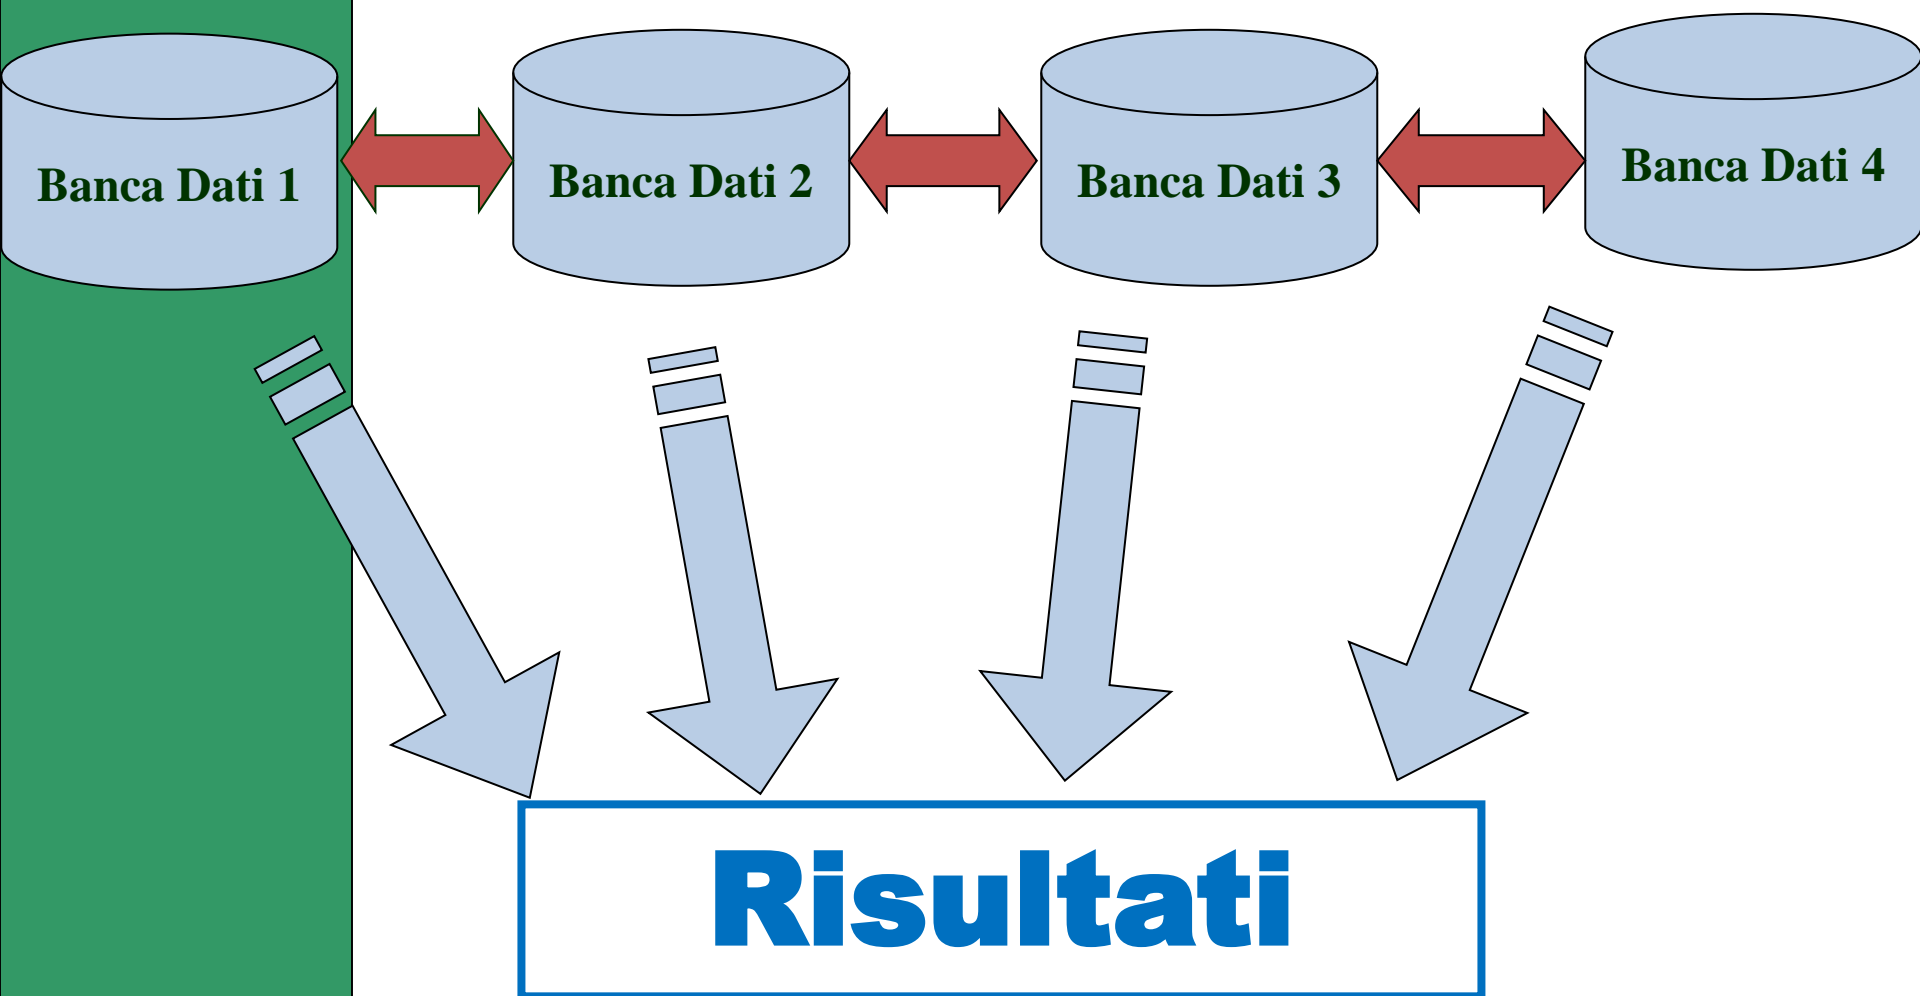 Banca Dati 1
Banca Dati 2
Banca Dati 3
Banca Dati 4
Risultati